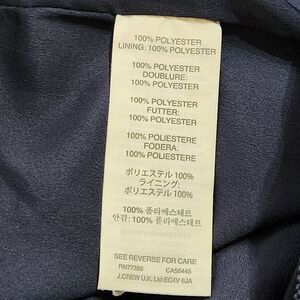 100% POLYESTER
LINING: 100% POLYESTER
100% POLYESTER
DOUBLURE:
100% POLYESTER
100% POLYESTER
FUTTER:
100% POLYESTER
100% POLIESTERE
FODERA:
100% POLIESTERE
ポリエステル 100%
ライニング:
ポリエステル 100%
100% 폴리에스테르
안감: 100% 폴리에스테르
SEE REVERSE FOR CARE
RN77388 CA56445
J.CREW U.K. Ltd EC4V 6JA